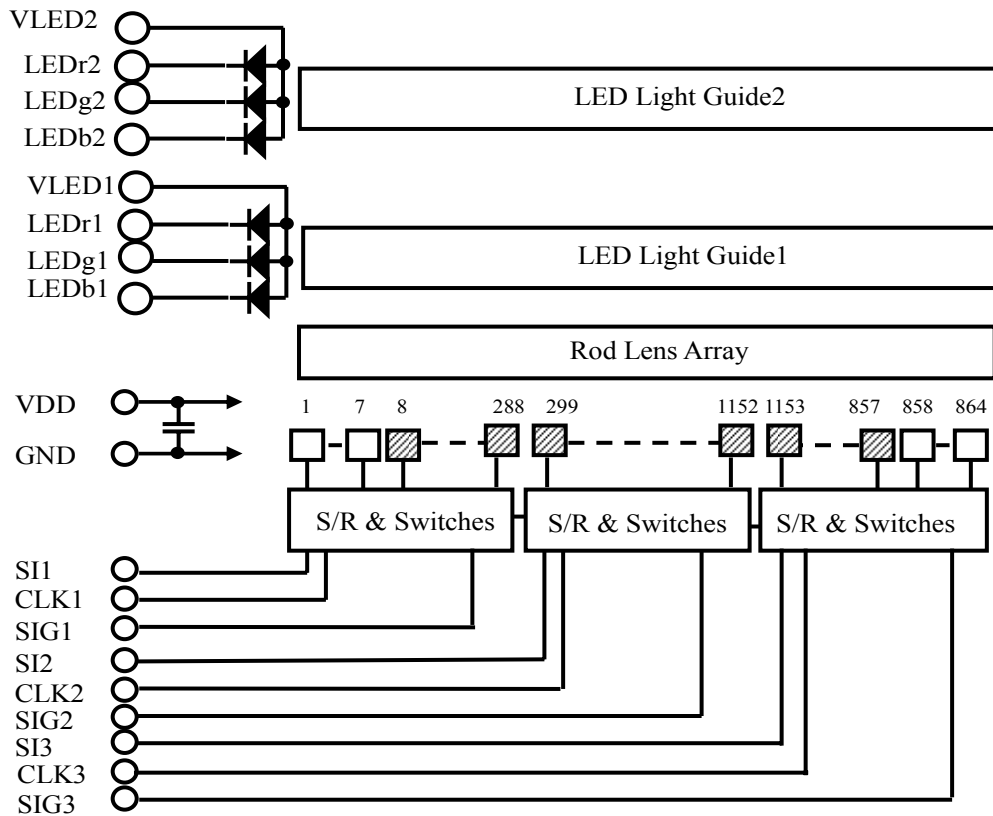 VLED2
LEDr2
LEDg2
LEDb2
LED Light Guide2
VLED1
LEDr1
LEDg1
LEDb1
LED Light Guide1
Rod Lens Array
VDD
GND
1 7 8 288 299 1152 1153 857 858 864
S/R & Switches S/R & Switches S/R & Switches
SI1
CLK1
SIG1
SI2
CLK2
SIG2
SI3
CLK3
SIG3